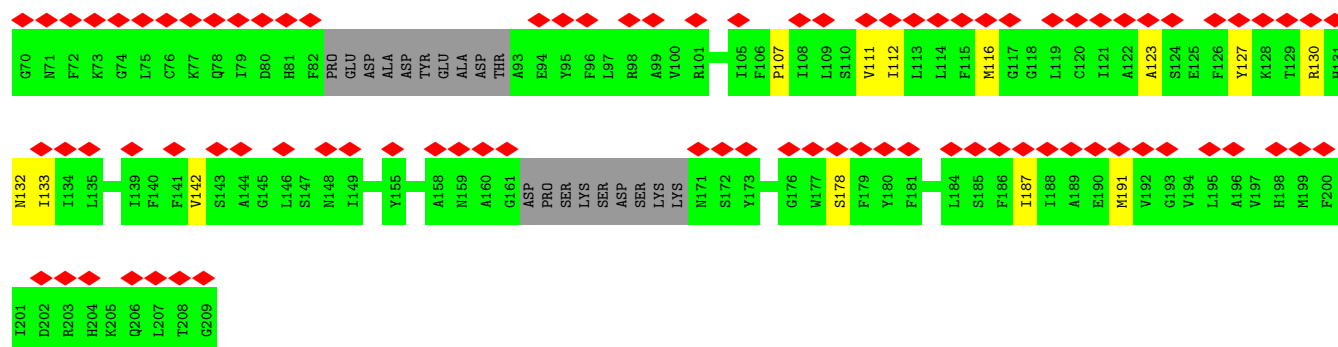 G70 N71 F72 K73 G74 L75 C76 K77 Q78 I79 D80 H81 F82 PRO GLU ASP ALA ASP TYR GLU ALA ASP THR A93 E94 Y95 F96 L97 R98 A99 V100 R101 I105 F106 P107 I108 L109 S110 V111 I112 L113 L114 F115 M116 G117 G118 L119 C120 I121 A122 A123 S124 E125 F126 Y127 K128 T129 R130 H131
N132 I133 I134 L135 I139 F140 F141 V142 S143 A144 G145 L146 S147 N148 I149 Y155 A158 N159 A160 G161 ASP PRO SER LYS SER ASP SER LYS LYS N171 S172 Y173 G176 W177 S178 F179 Y180 F181 L184 S185 F186 I187 I188 A189 E190 M191 V192 G193 V194 L195 A196 V197 H198 M199 F200
I201 D202 R203 H204 K205 Q206 L207 T208 G209